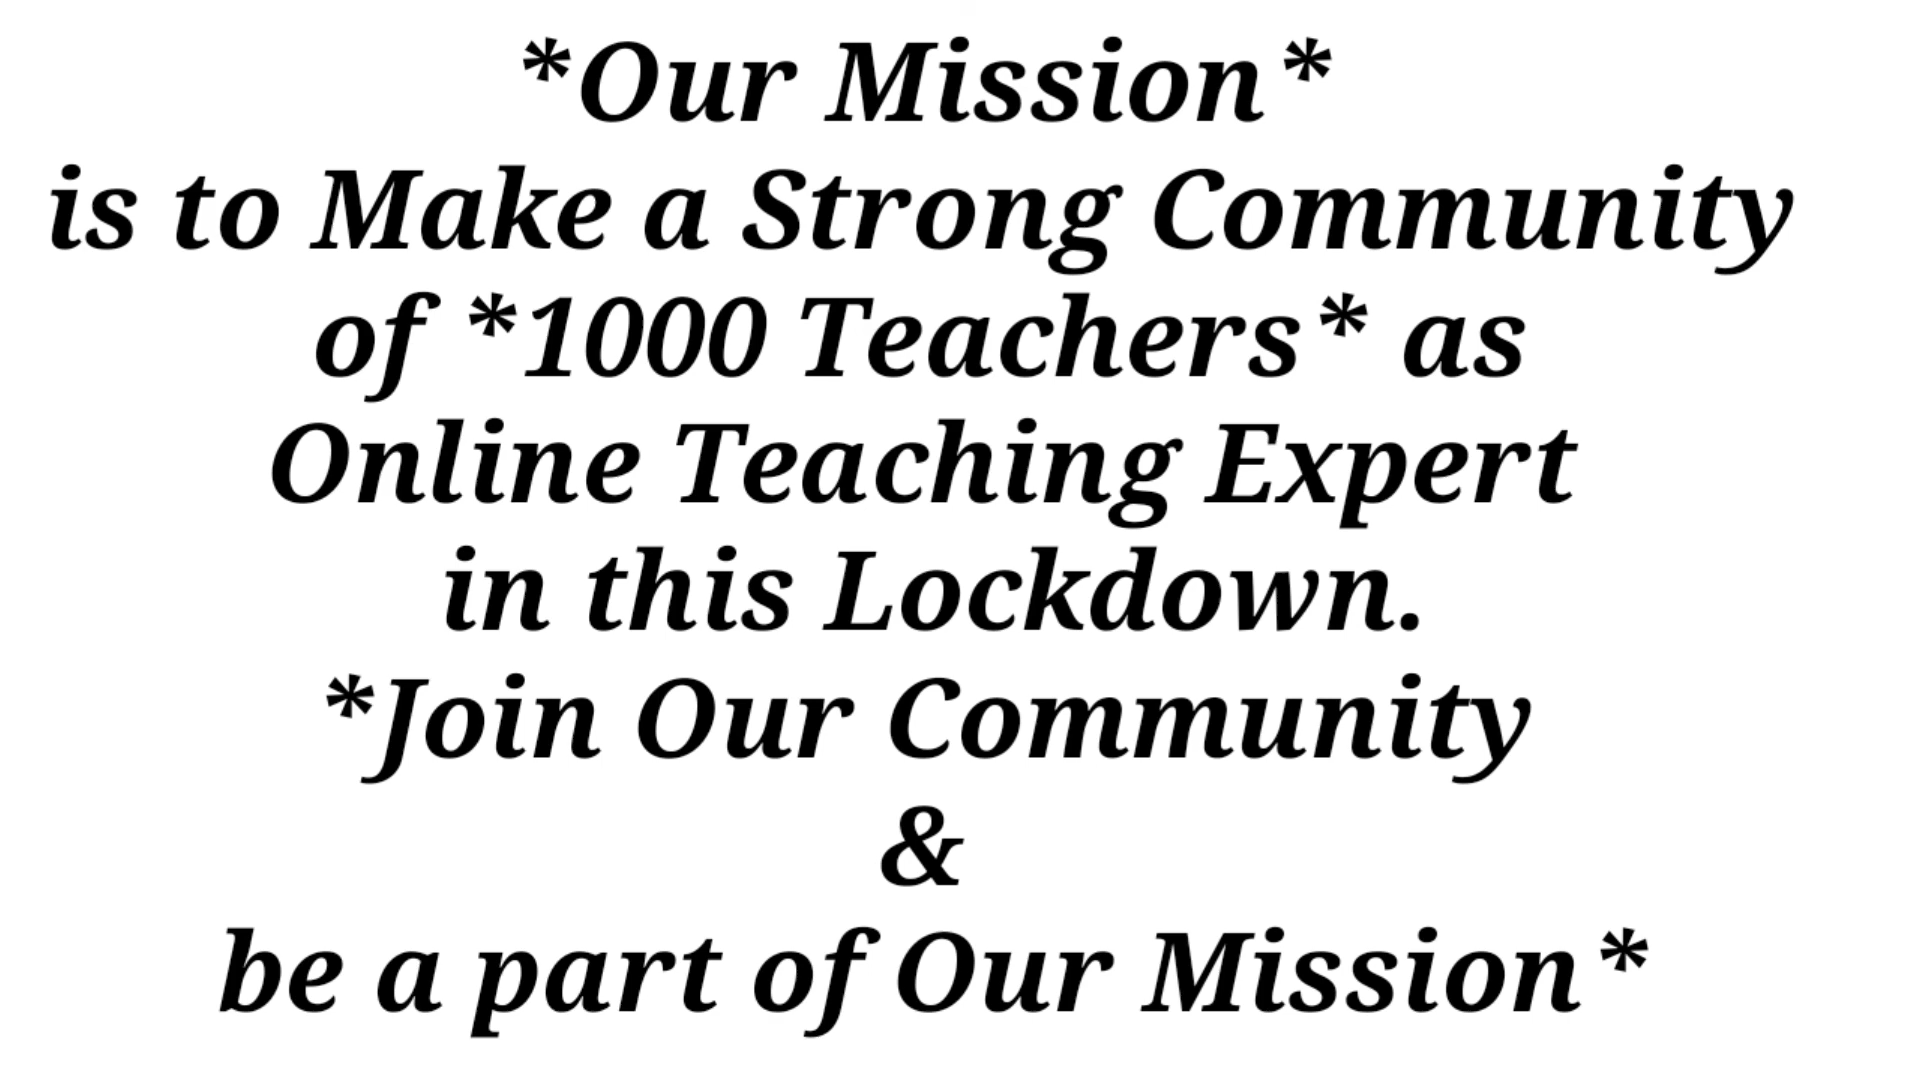 *Our Mission*
is to Make a Strong Community
of *1000 Teachers* as
Online Teaching Expert
in this Lockdown.
*Join Our Community
&
be a part of Our Mission*